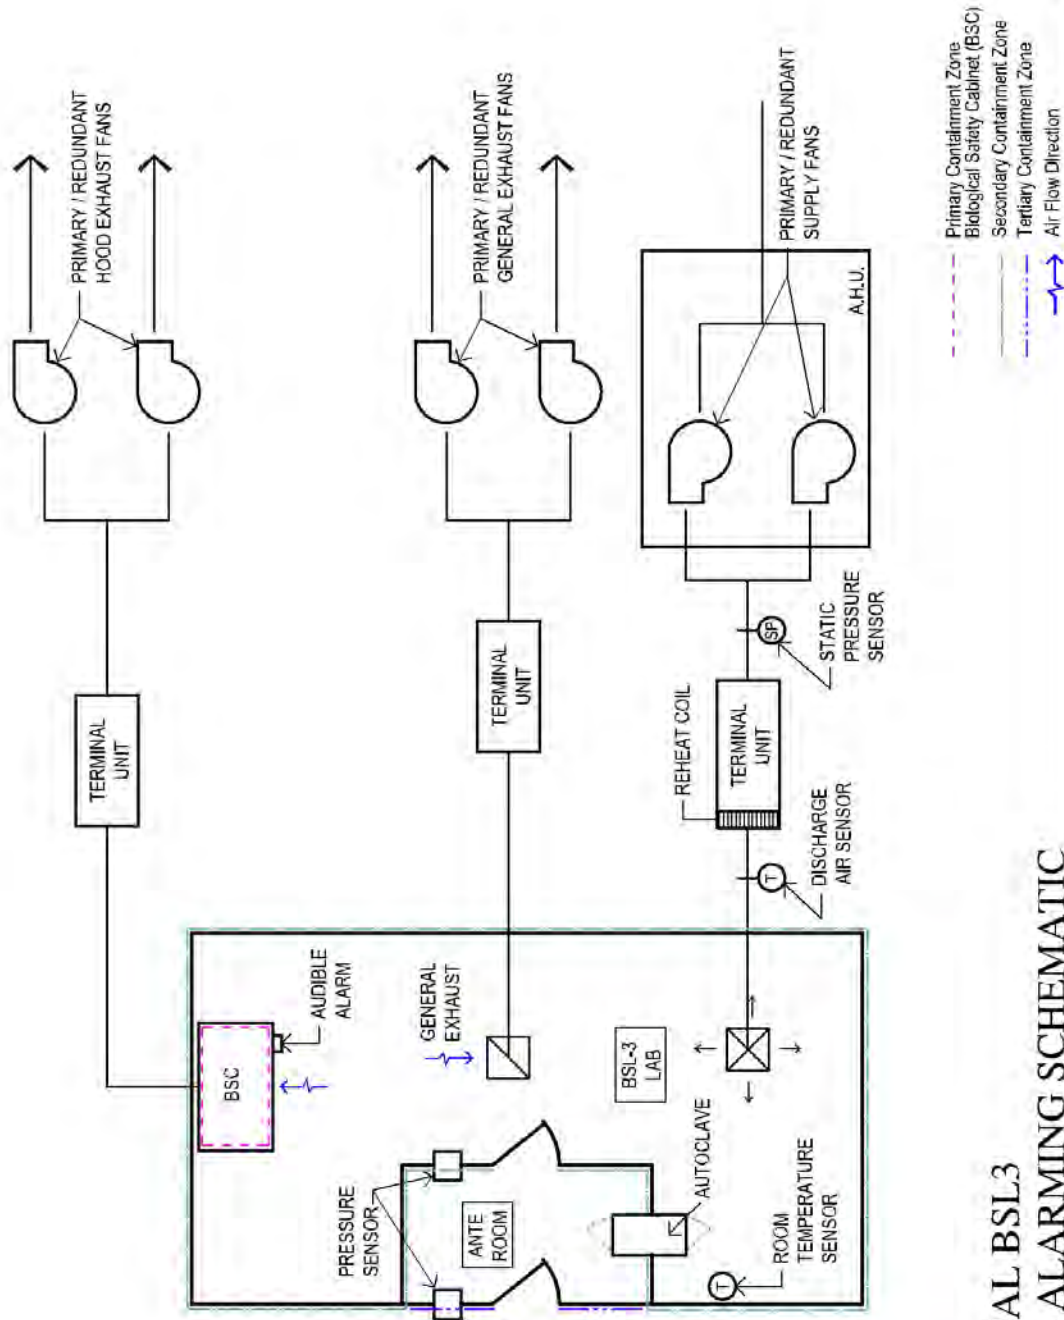 PRIMARY / REDUNDANT
HOOD EXHAUST FANS
PRIMARY / REDUNDANT
GENERAL EXHAUST FANS
PRIMARY / REDUNDANT
SUPPLY FANS
A.H.U.
TERMINAL
UNIT
TERMINAL
UNIT
SP
STATIC
PRESSURE
SENSOR
REHEAT COIL
TERMINAL
UNIT
T
DISCHARGE
AIR SENSOR
BSC
AUDIBLE
ALARM
GENERAL
EXHAUST
BSL-3
LAB
PRESSURE
SENSOR
ANTE
ROOM
AUTOCLAVE
T
ROOM
TEMPERATURE
SENSOR
Primary Containment Zone
Biological Safety Cabinet (BSC)
Secondary Containment Zone
Tertiary Containment Zone
Air Flow Direction
AL BSL3
ALARMING SCHEMATIC